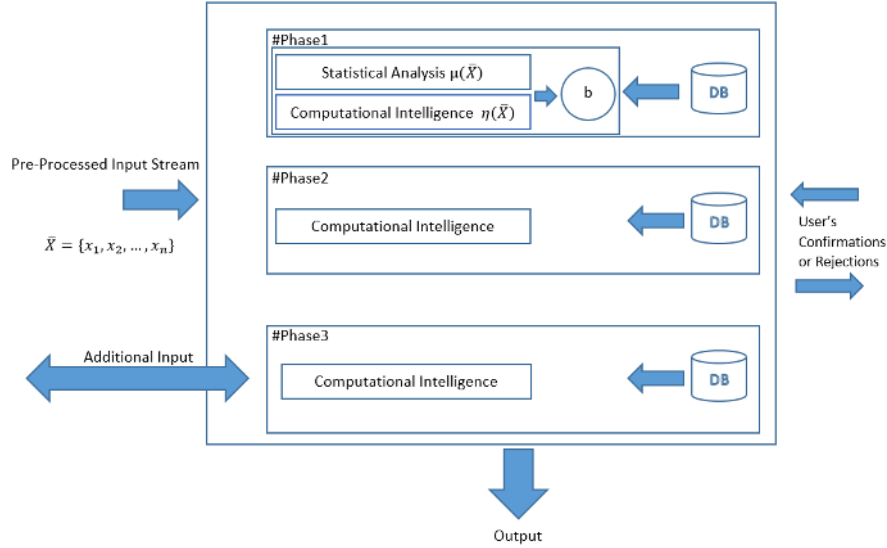 #Phase1
Statistical Analysis μ(X̄)
Computational Intelligence η(X̄)
b
DB
Pre-Processed Input Stream
X̄ = {x₁, x₂, ..., xₙ}
#Phase2
Computational Intelligence
DB
User's
Confirmations
or Rejections
#Phase3
Additional Input
Computational Intelligence
DB
Output